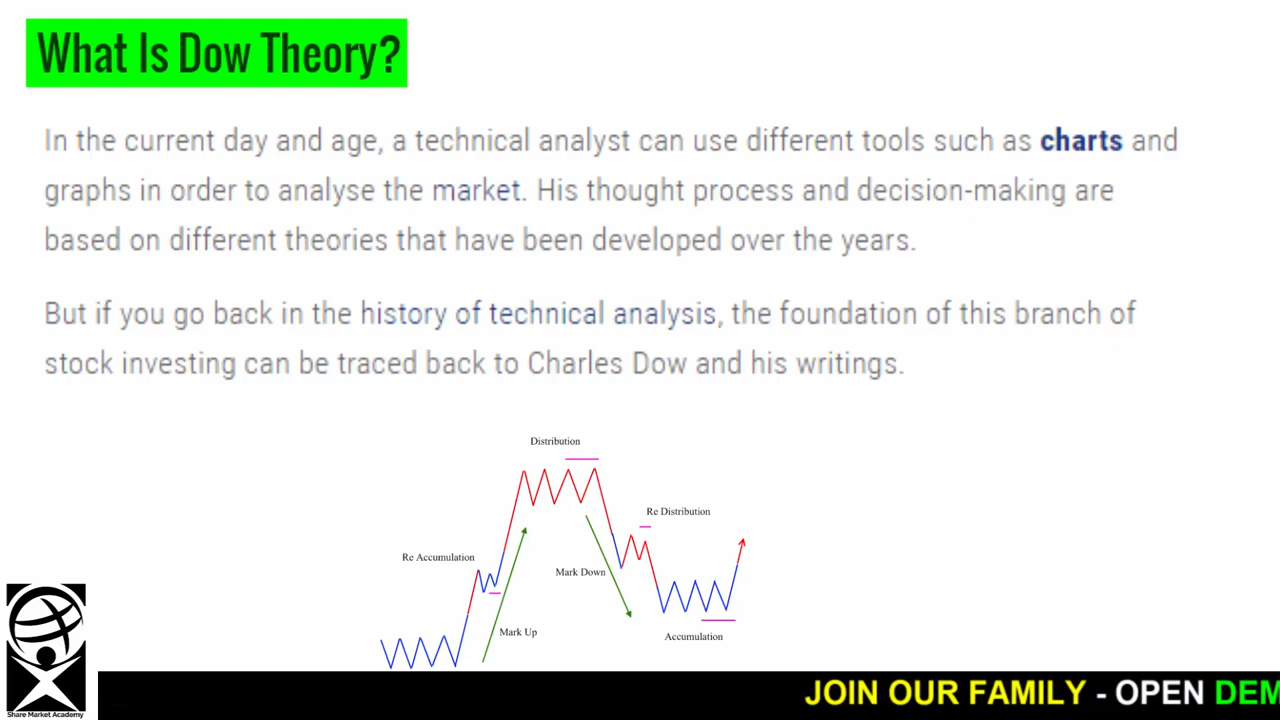 What Is Dow Theory?
In the current day and age, a technical analyst can use different tools such as charts and
graphs in order to analyse the market. His thought process and decision-making are
based on different theories that have been developed over the years.
But if you go back in the history of technical analysis, the foundation of this branch of
stock investing can be traced back to Charles Dow and his writings.
Distribution
Re Distribution
Re Accumulation
Mark Down
Mark Up
Accumulation
Share Market Academy
JOIN OUR FAMILY - OPEN DEM